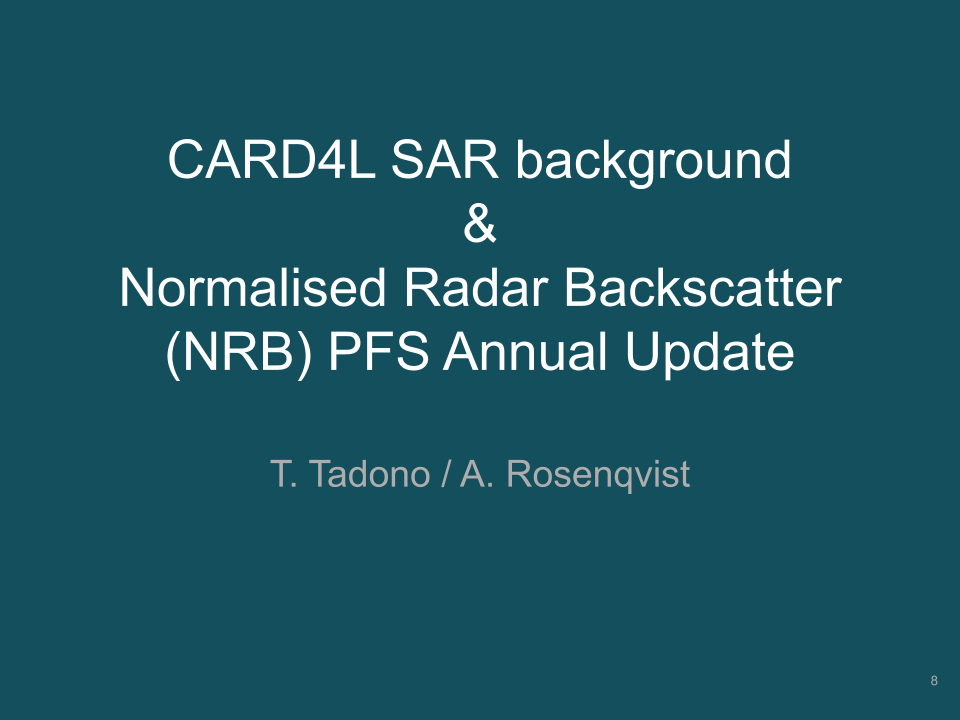 CARD4L SAR background
&
Normalised Radar Backscatter
(NRB) PFS Annual Update
T. Tadono / A. Rosenqvist
8